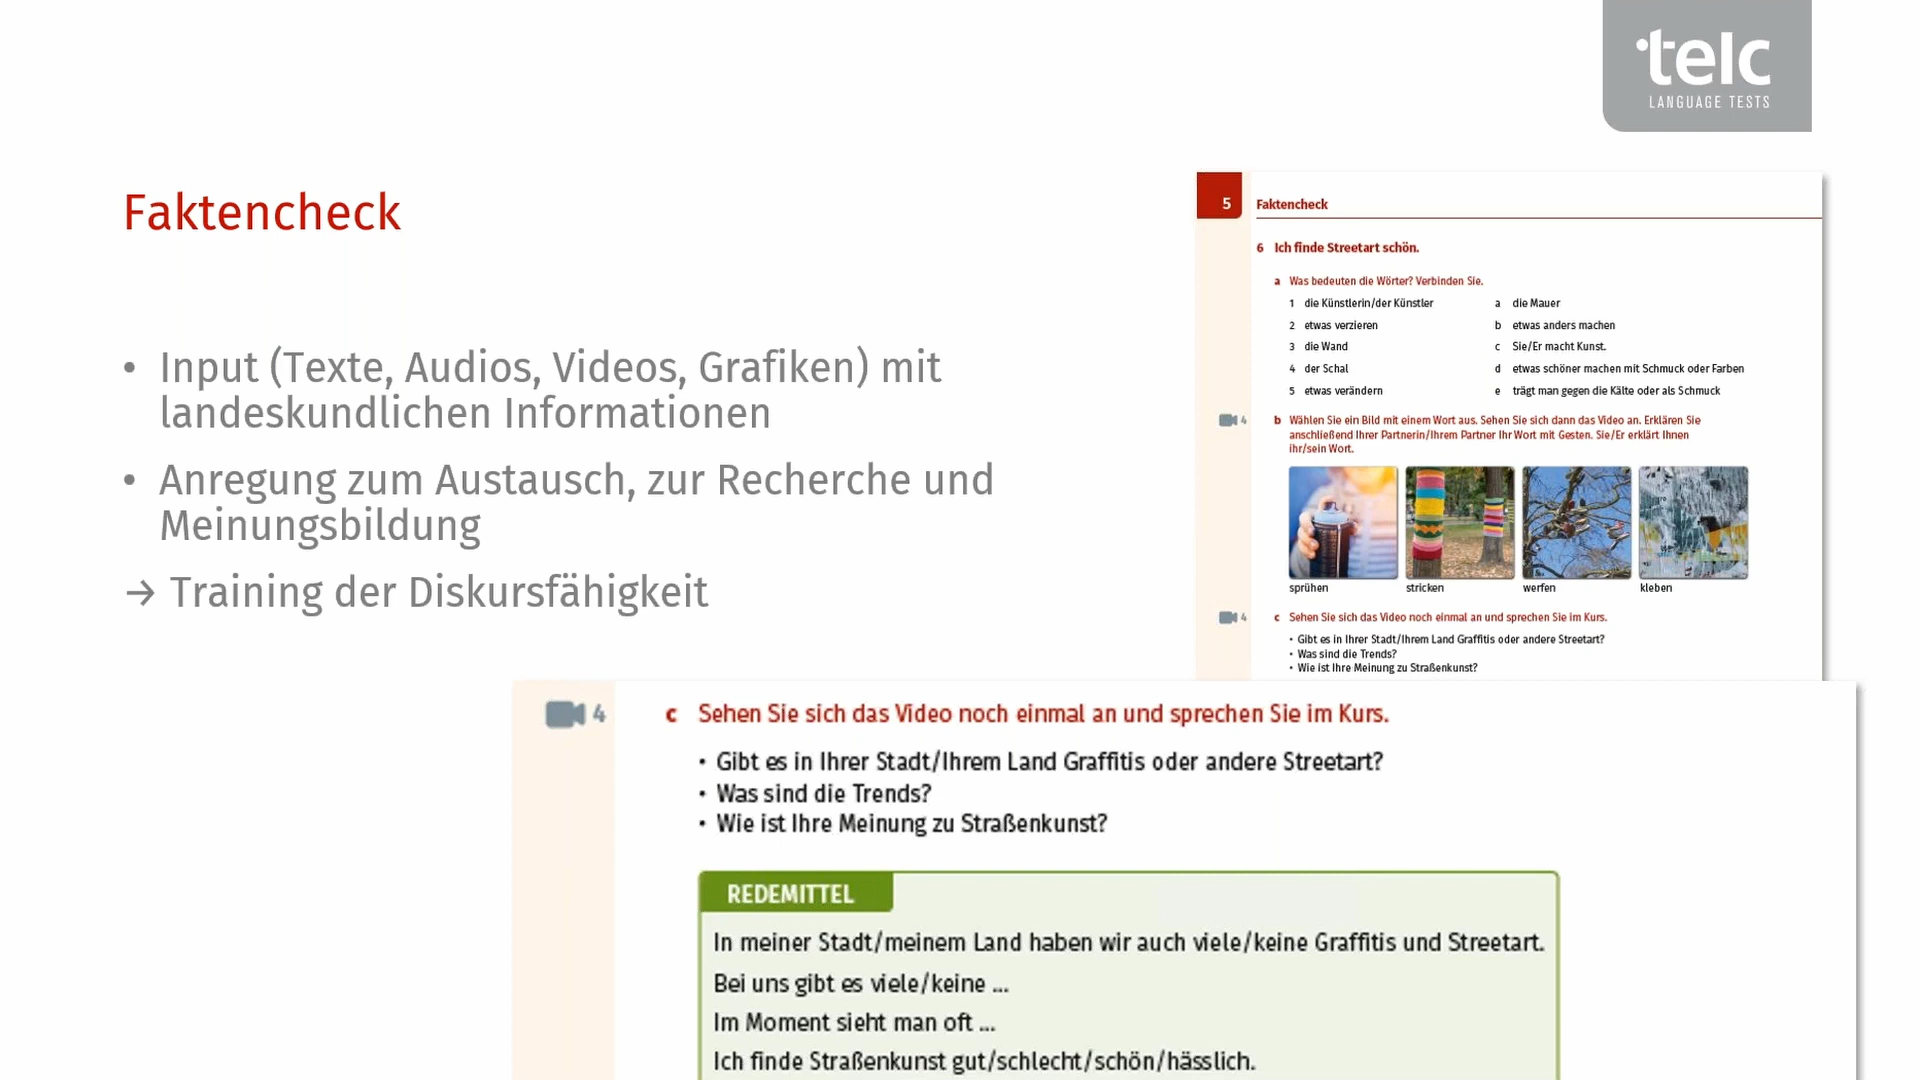 telc
LANGUAGE TESTS
Faktencheck
• Input (Texte, Audios, Videos, Grafiken) mit
landeskundlichen Informationen
• Anregung zum Austausch, zur Recherche und
Meinungsbildung
→ Training der Diskursfähigkeit
5 Faktencheck
6 Ich finde Streetart schön.
a Was bedeuten die Wörter? Verbinden Sie.
1 die Künstlerin/der Künstler a die Mauer
2 etwas verzieren b etwas anders machen
3 die Wand c Sie/Er macht Kunst.
4 der Schal d etwas schöner machen mit Schmuck oder Farben
5 etwas verändern e trägt man gegen die Kälte oder als Schmuck
4 b Wählen Sie ein Bild mit einem Wort aus. Sehen Sie sich dann das Video an. Erklären Sie
anschließend Ihrer Partnerin/Ihrem Partner Ihr Wort mit Gesten. Sie/Er erklärt Ihnen
ihr/sein Wort.
sprühen stricken werfen kleben
4 c Sehen Sie sich das Video noch einmal an und sprechen Sie im Kurs.
• Gibt es in Ihrer Stadt/Ihrem Land Graffitis oder andere Streetart?
• Was sind die Trends?
• Wie ist Ihre Meinung zu Straßenkunst?
4 c Sehen Sie sich das Video noch einmal an und sprechen Sie im Kurs.
• Gibt es in Ihrer Stadt/Ihrem Land Graffitis oder andere Streetart?
• Was sind die Trends?
• Wie ist Ihre Meinung zu Straßenkunst?
REDEMITTEL
In meiner Stadt/meinem Land haben wir auch viele/keine Graffitis und Streetart.
Bei uns gibt es viele/keine ...
Im Moment sieht man oft ...
Ich finde Straßenkunst gut/schlecht/schön/hässlich.